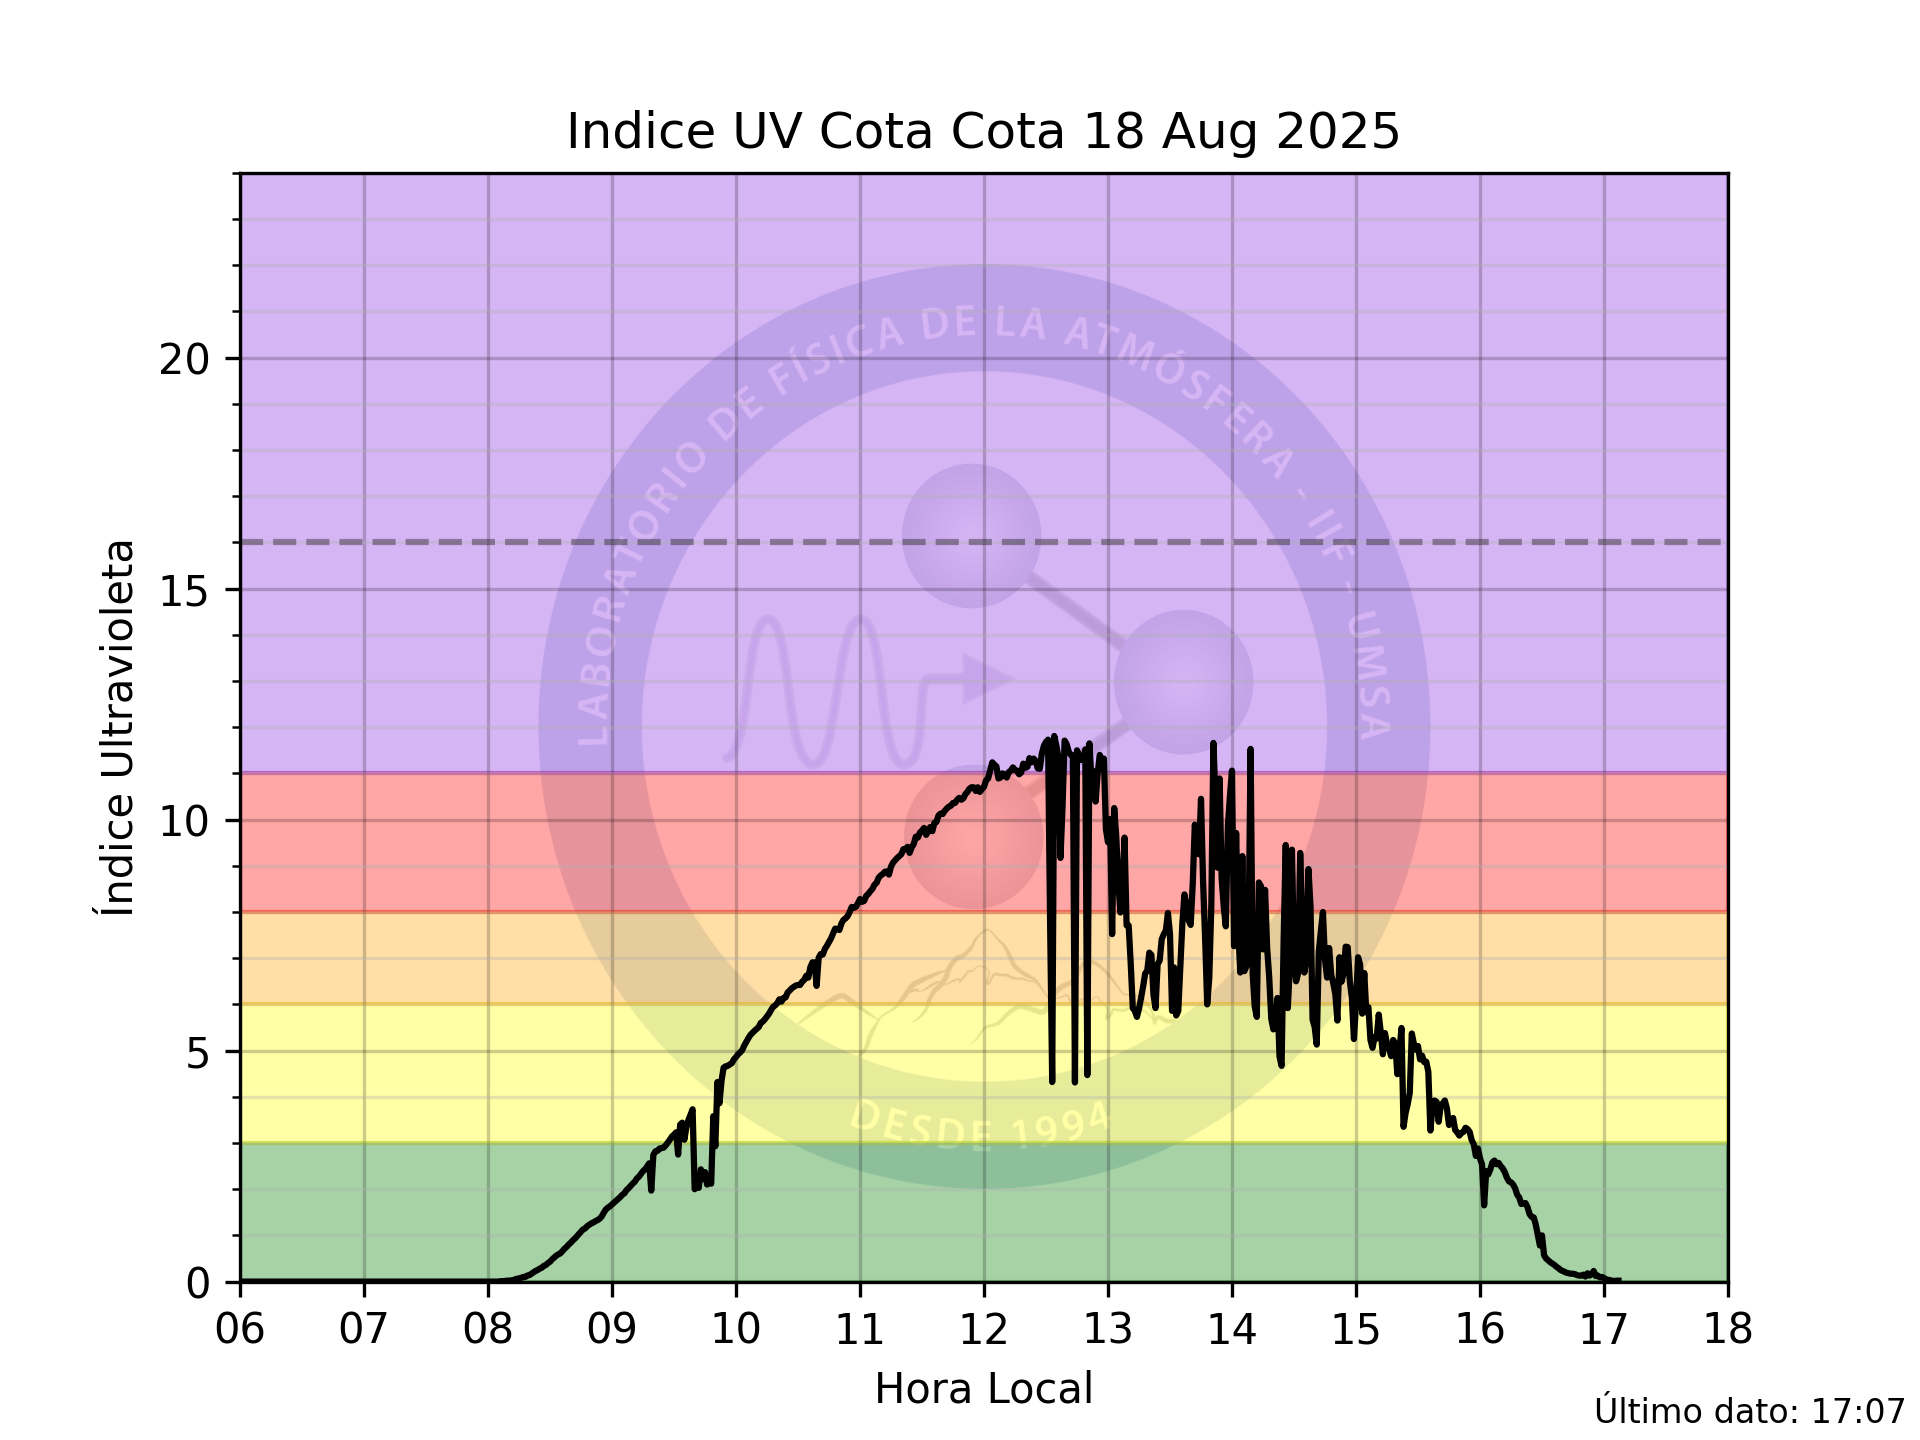 Indice UV Cota Cota 18 Aug 2025
LABORATORIO DE FÍSICA DE LA ATMÓSFERA - IIF - UMSA
DESDE 1994
Índice Ultravioleta
20
15
10
5
0
06 07 08 09 10 11 12 13 14 15 16 17 18
Hora Local
Último dato: 17:07